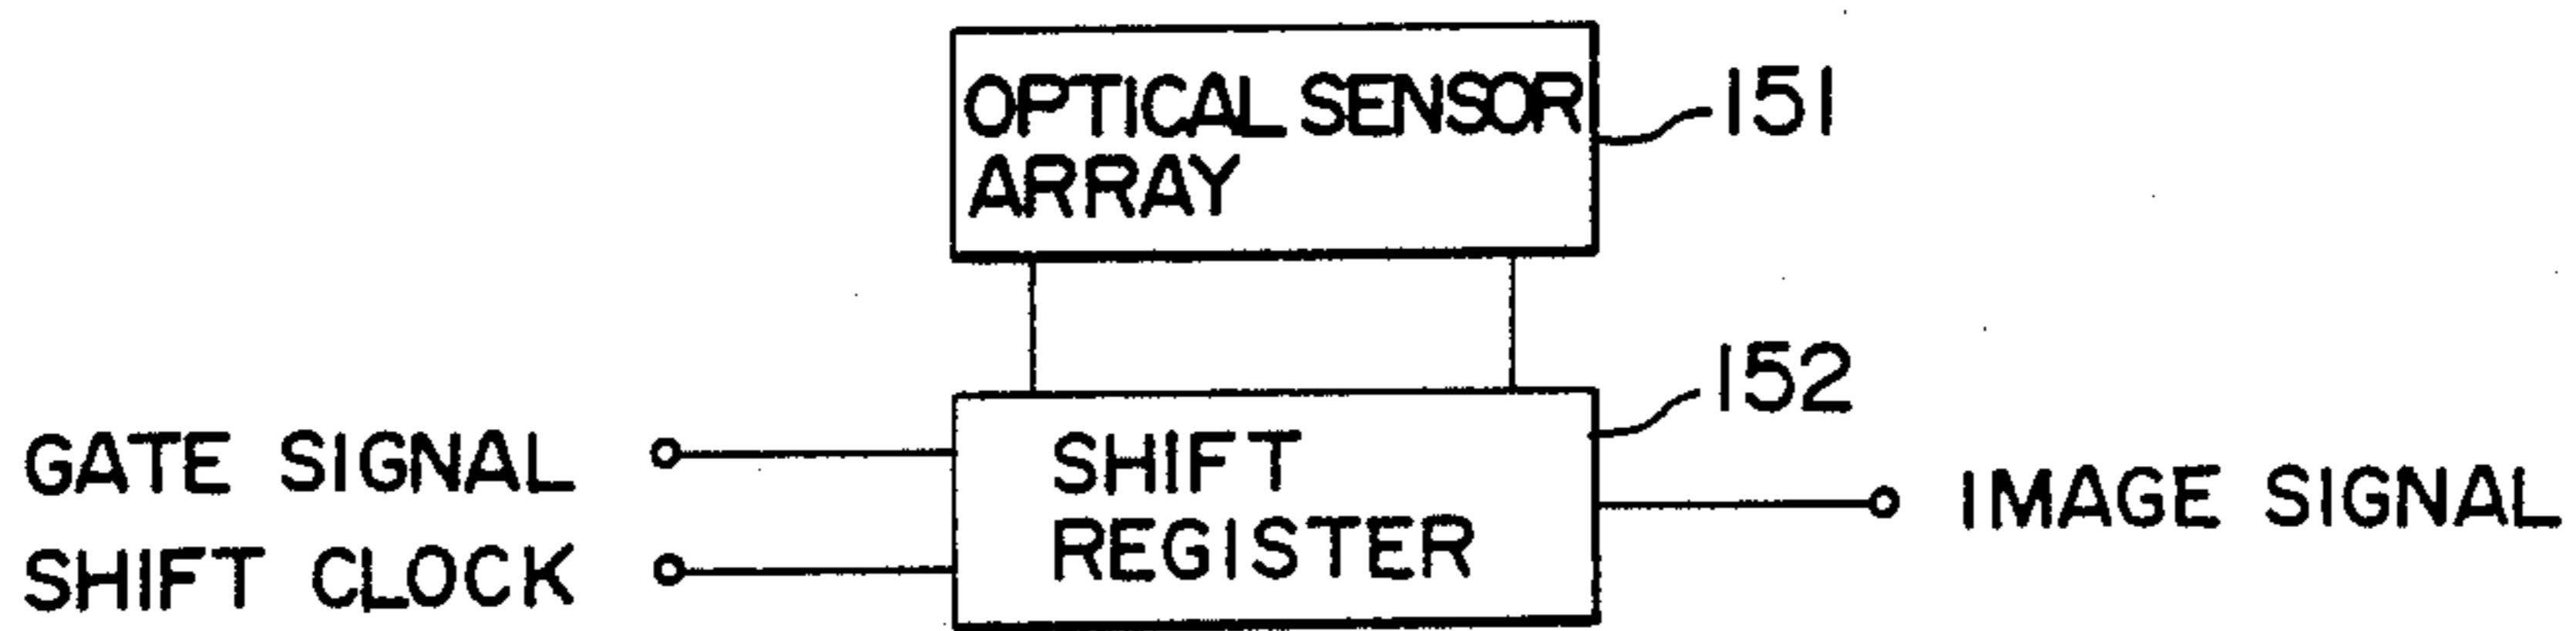 OPTICAL SENSOR
ARRAY
151
152
GATE SIGNAL
SHIFT
IMAGE SIGNAL
SHIFT CLOCK
REGISTER